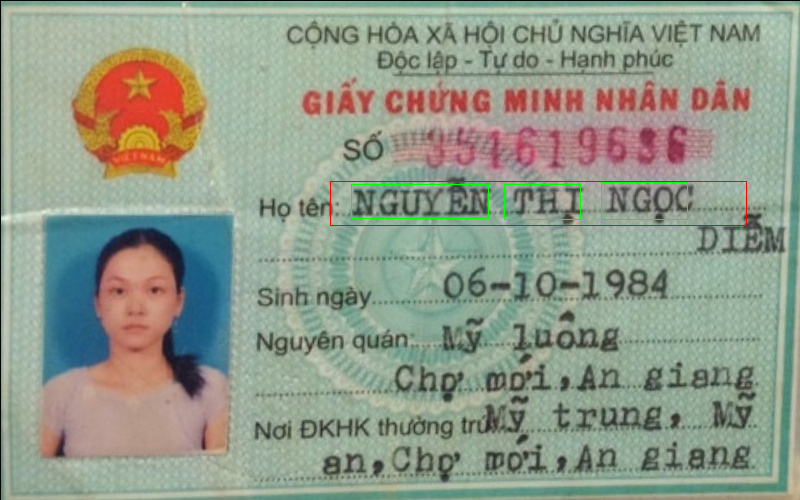 CỘNG HÒA XÃ HỘI CHỦ NGHĨA VIỆT NAM
Độc lập - Tự do - Hạnh phúc
GIẤY CHỨNG MINH NHÂN DÂN
SỐ 351619636
Họ tên: NGUYỄN THỊ NGỌC
DIỄM
Sinh ngày 06-10-1984
Nguyên quán: Mỹ luông
Chợ mới, An giang
Nơi ĐKHK thường trú Mỹ trung, Mỹ
an, Chợ mới, An giang
VIỆT NAM